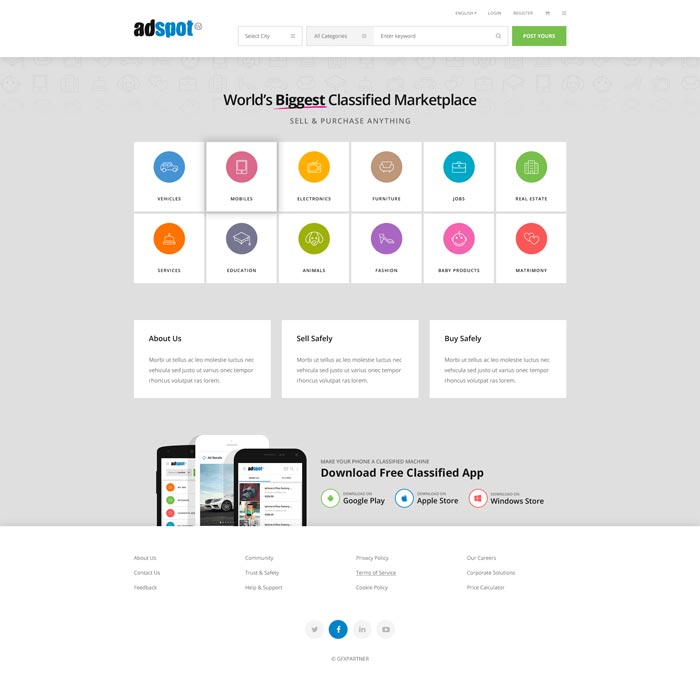 ENGLISH
LOGIN
REGISTER
adspot
Select City
All Categories
Enter keyword
POST YOURS
World's Biggest Classified Marketplace
SELL & PURCHASE ANYTHING
VEHICLES
MOBILES
ELECTRONICS
FURNITURE
JOBS
REAL ESTATE
SERVICES
EDUCATION
ANIMALS
FASHION
BABY PRODUCTS
MATRIMONY
About Us
Morbi ut tellus ac leo molestie luctus nec
vehicula sed justo ut varius onec tempor
rhoncus volutpat ras lorem.
Sell Safely
Morbi ut tellus ac leo molestie luctus nec
vehicula sed justo ut varius onec tempor
rhoncus volutpat ras lorem.
Buy Safely
Morbi ut tellus ac leo molestie luctus nec
vehicula sed justo ut varius onec tempor
rhoncus volutpat ras lorem.
adspot
Ad Details
adspot
MAKE YOUR PHONE A CLASSIFIED MACHINE
Download Free Classified App
DOWNLOAD ON
Google Play
DOWNLOAD ON
Apple Store
DOWNLOAD ON
Windows Store
About Us
Community
Privacy Policy
Our Careers
Contact Us
Trust & Safety
Terms of Service
Corporate Solutions
Feedback
Help & Support
Cookie Policy
Price Calculator
© GFXPARTNER